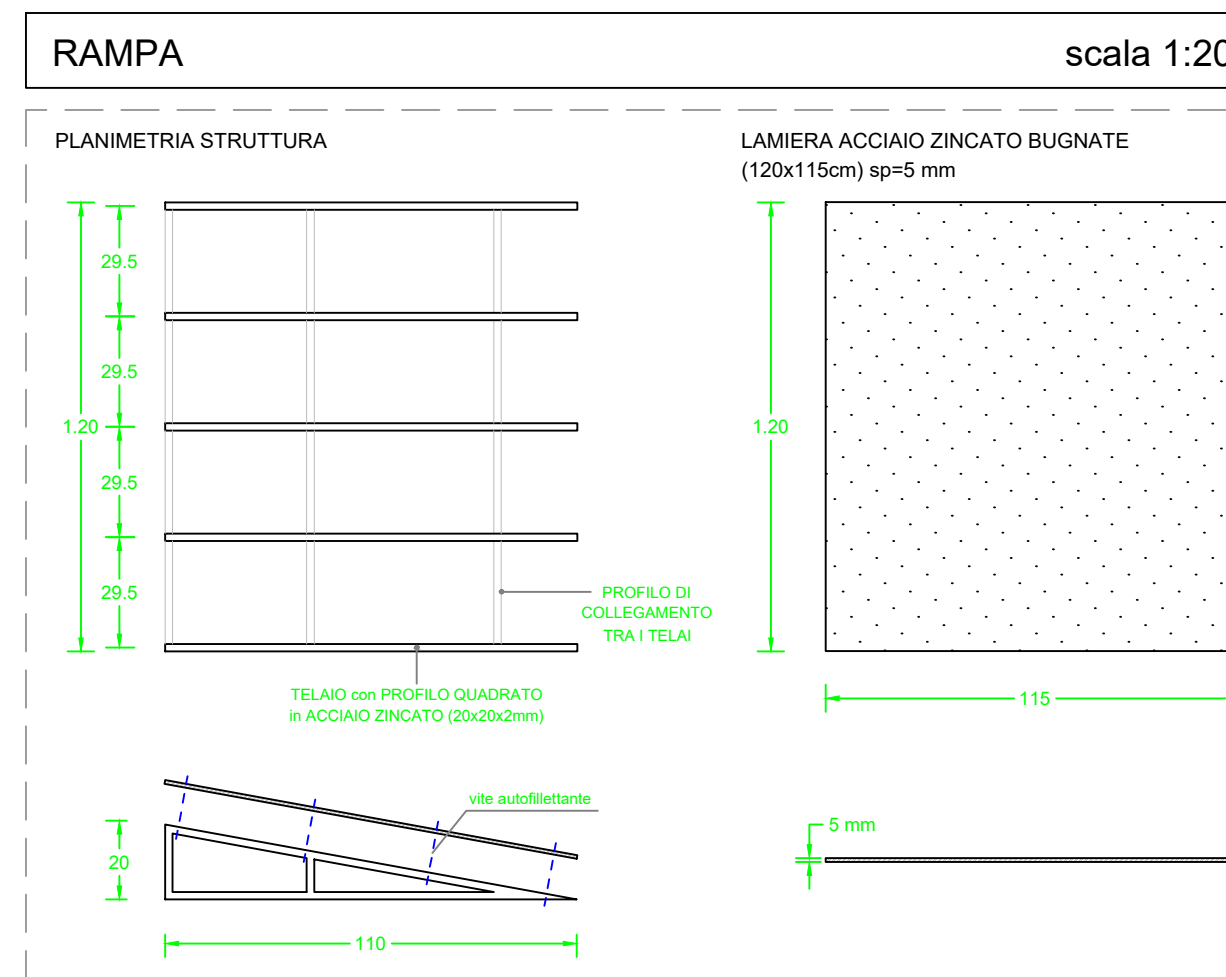 RAMPA
scala 1:20
PLANIMETRIA STRUTTURA
LAMIERA ACCIAIO ZINCATO BUGNATE
(120x115cm) sp=5 mm
29.5
29.5
1.20
29.5
29.5
1.20
PROFILO DI
COLLEGAMENTO
TRA I TELAI
TELAIO con PROFILO QUADRATO
in ACCIAIO ZINCATO (20x20x2mm)
115
vite autofillettante
20
110
5 mm